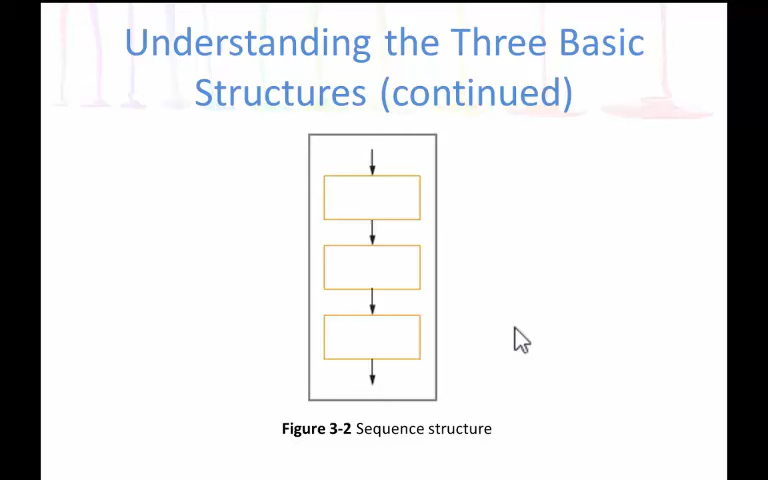 Understanding the Three Basic
Structures (continued)
Figure 3-2 Sequence structure